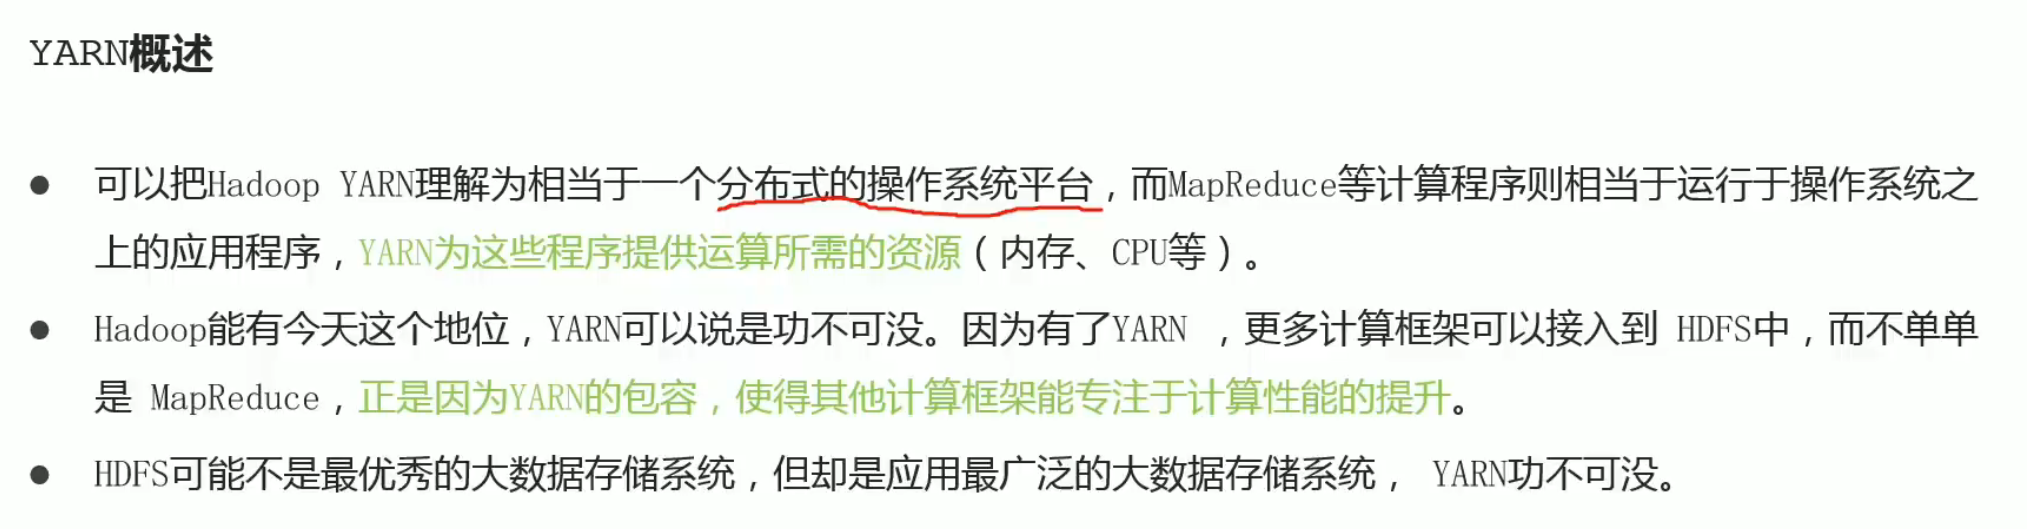 YARN概述
● 可以把Hadoop YARN理解为相当于一个分布式的操作系统平台，而MapReduce等计算程序则相当于运行于操作系统之
上的应用程序，YARN为这些程序提供运算所需的资源（内存、CPU等）。
● Hadoop能有今天这个地位，YARN可以说是功不可没。因为有了YARN ，更多计算框架可以接入到 HDFS中，而不单单
是 MapReduce，正是因为YARN的包容，使得其他计算框架能专注于计算性能的提升。
● HDFS可能不是最优秀的大数据存储系统，但却是应用最广泛的大数据存储系统， YARN功不可没。